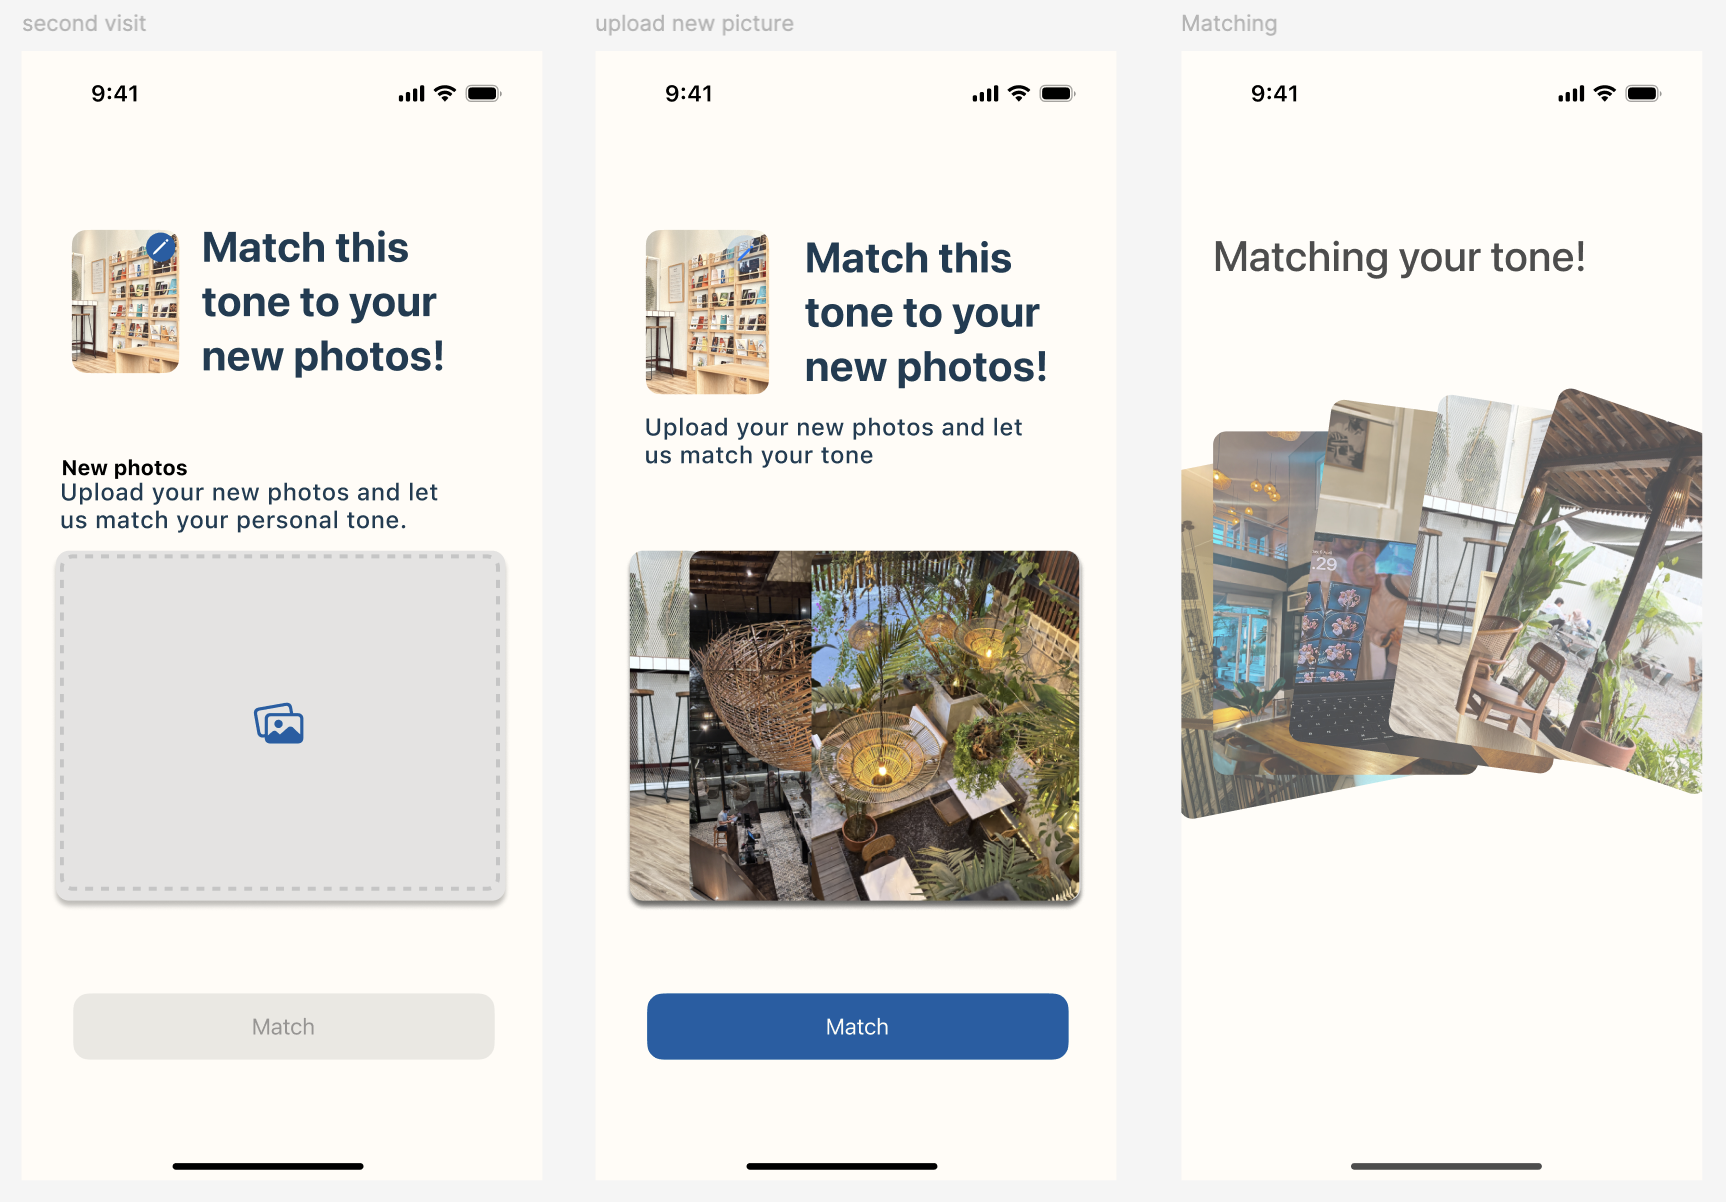 second visit
9:41
Match this
tone to your
new photos!
New photos
Upload your new photos and let
us match your personal tone.
Match
upload new picture
9:41
Match this
tone to your
new photos!
Upload your new photos and let
us match your tone
Match
Matching
9:41
Matching your tone!
.29